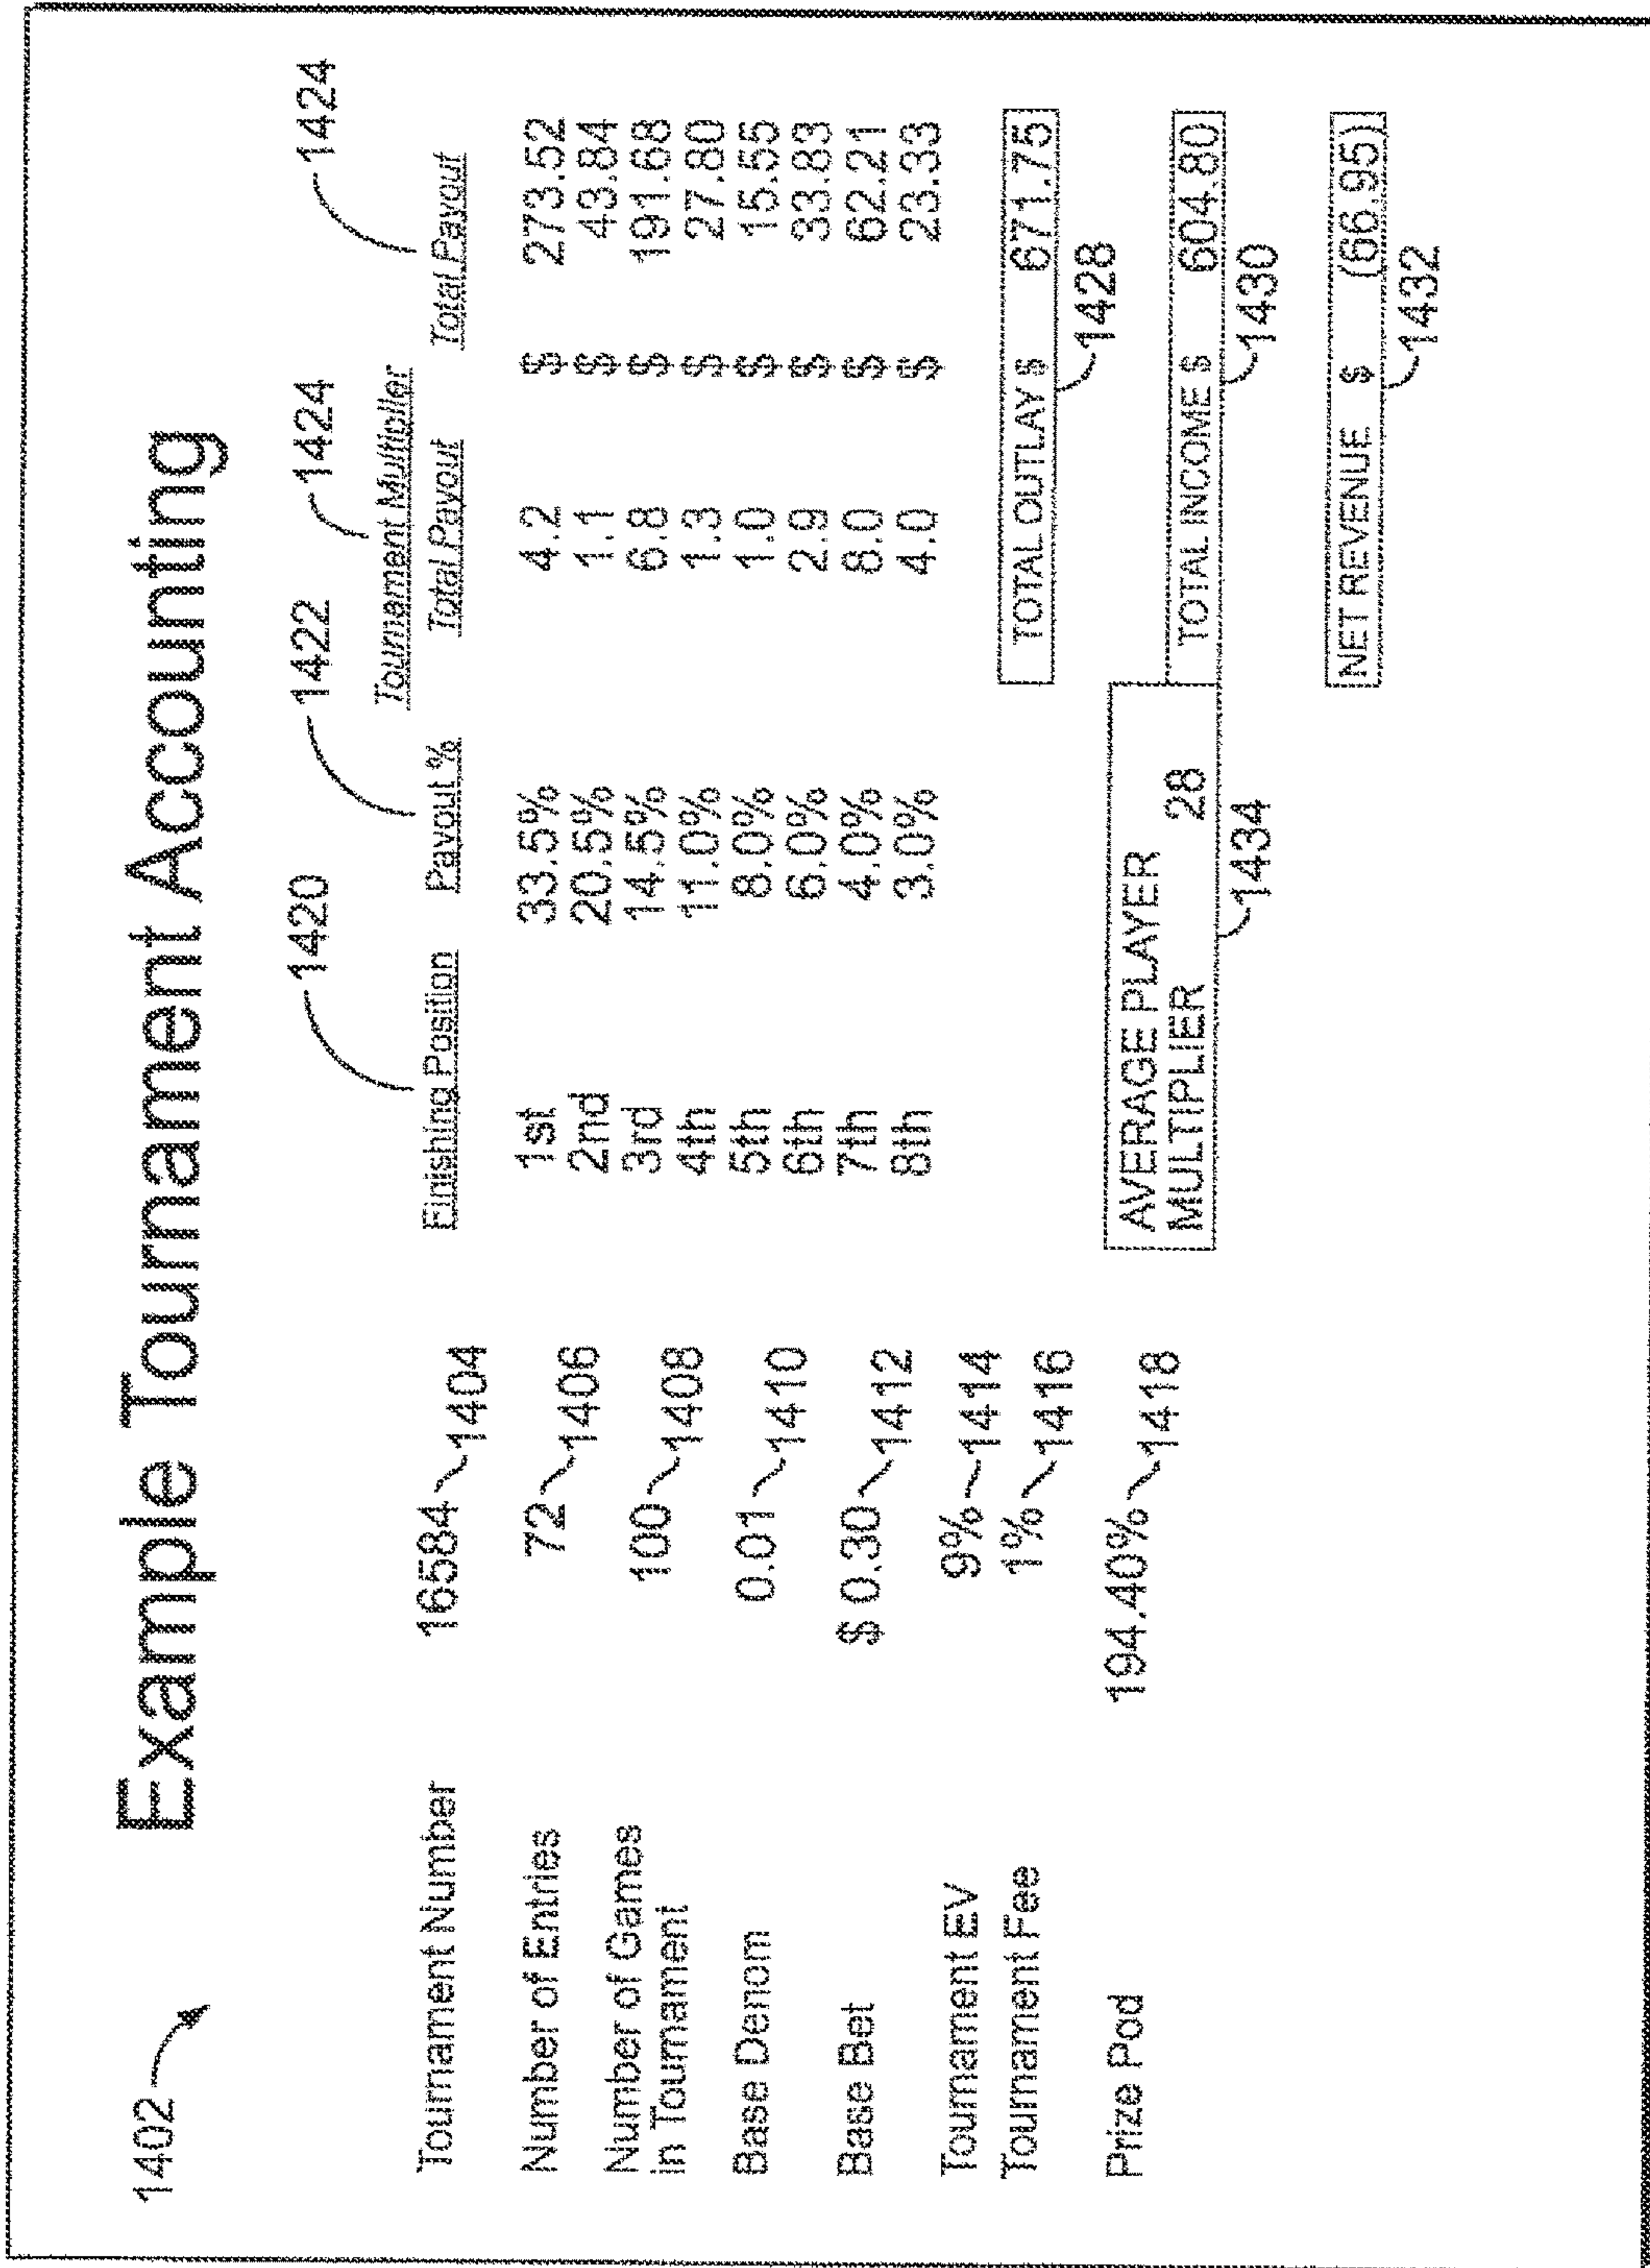 1402
Example Tournament Accounting
Tournament Number 16584 1404
Number of Entries 72 1406
Number of Games
in Tournament 100 1408
Base Denom 0.01 1410
Base Bet $ 0.30 1412
Tournament EV 9% 1414
Tournament Fee 1% 1416
Prize Pod 194.40% 1418
1420 1422 1424 1424
Tournament Multiplier
Finishing Position Payout % Total Payout Total Payout
1st 33.5% 4.2 $ 273.52
2nd 20.5% 1.1 $ 43.84
3rd 14.5% 6.8 $ 191.68
4th 11.0% 1.3 $ 27.80
5th 8.0% 1.0 $ 15.55
6th 6.0% 2.9 $ 33.83
7th 4.0% 8.0 $ 62.21
8th 3.0% 4.0 $ 23.33
TOTAL OUTLAY $ 671.75
1428
AVERAGE PLAYER
MULTIPLIER 28
1434
TOTAL INCOME $ 604.80
1430
NET REVENUE $ (66.95)
1432